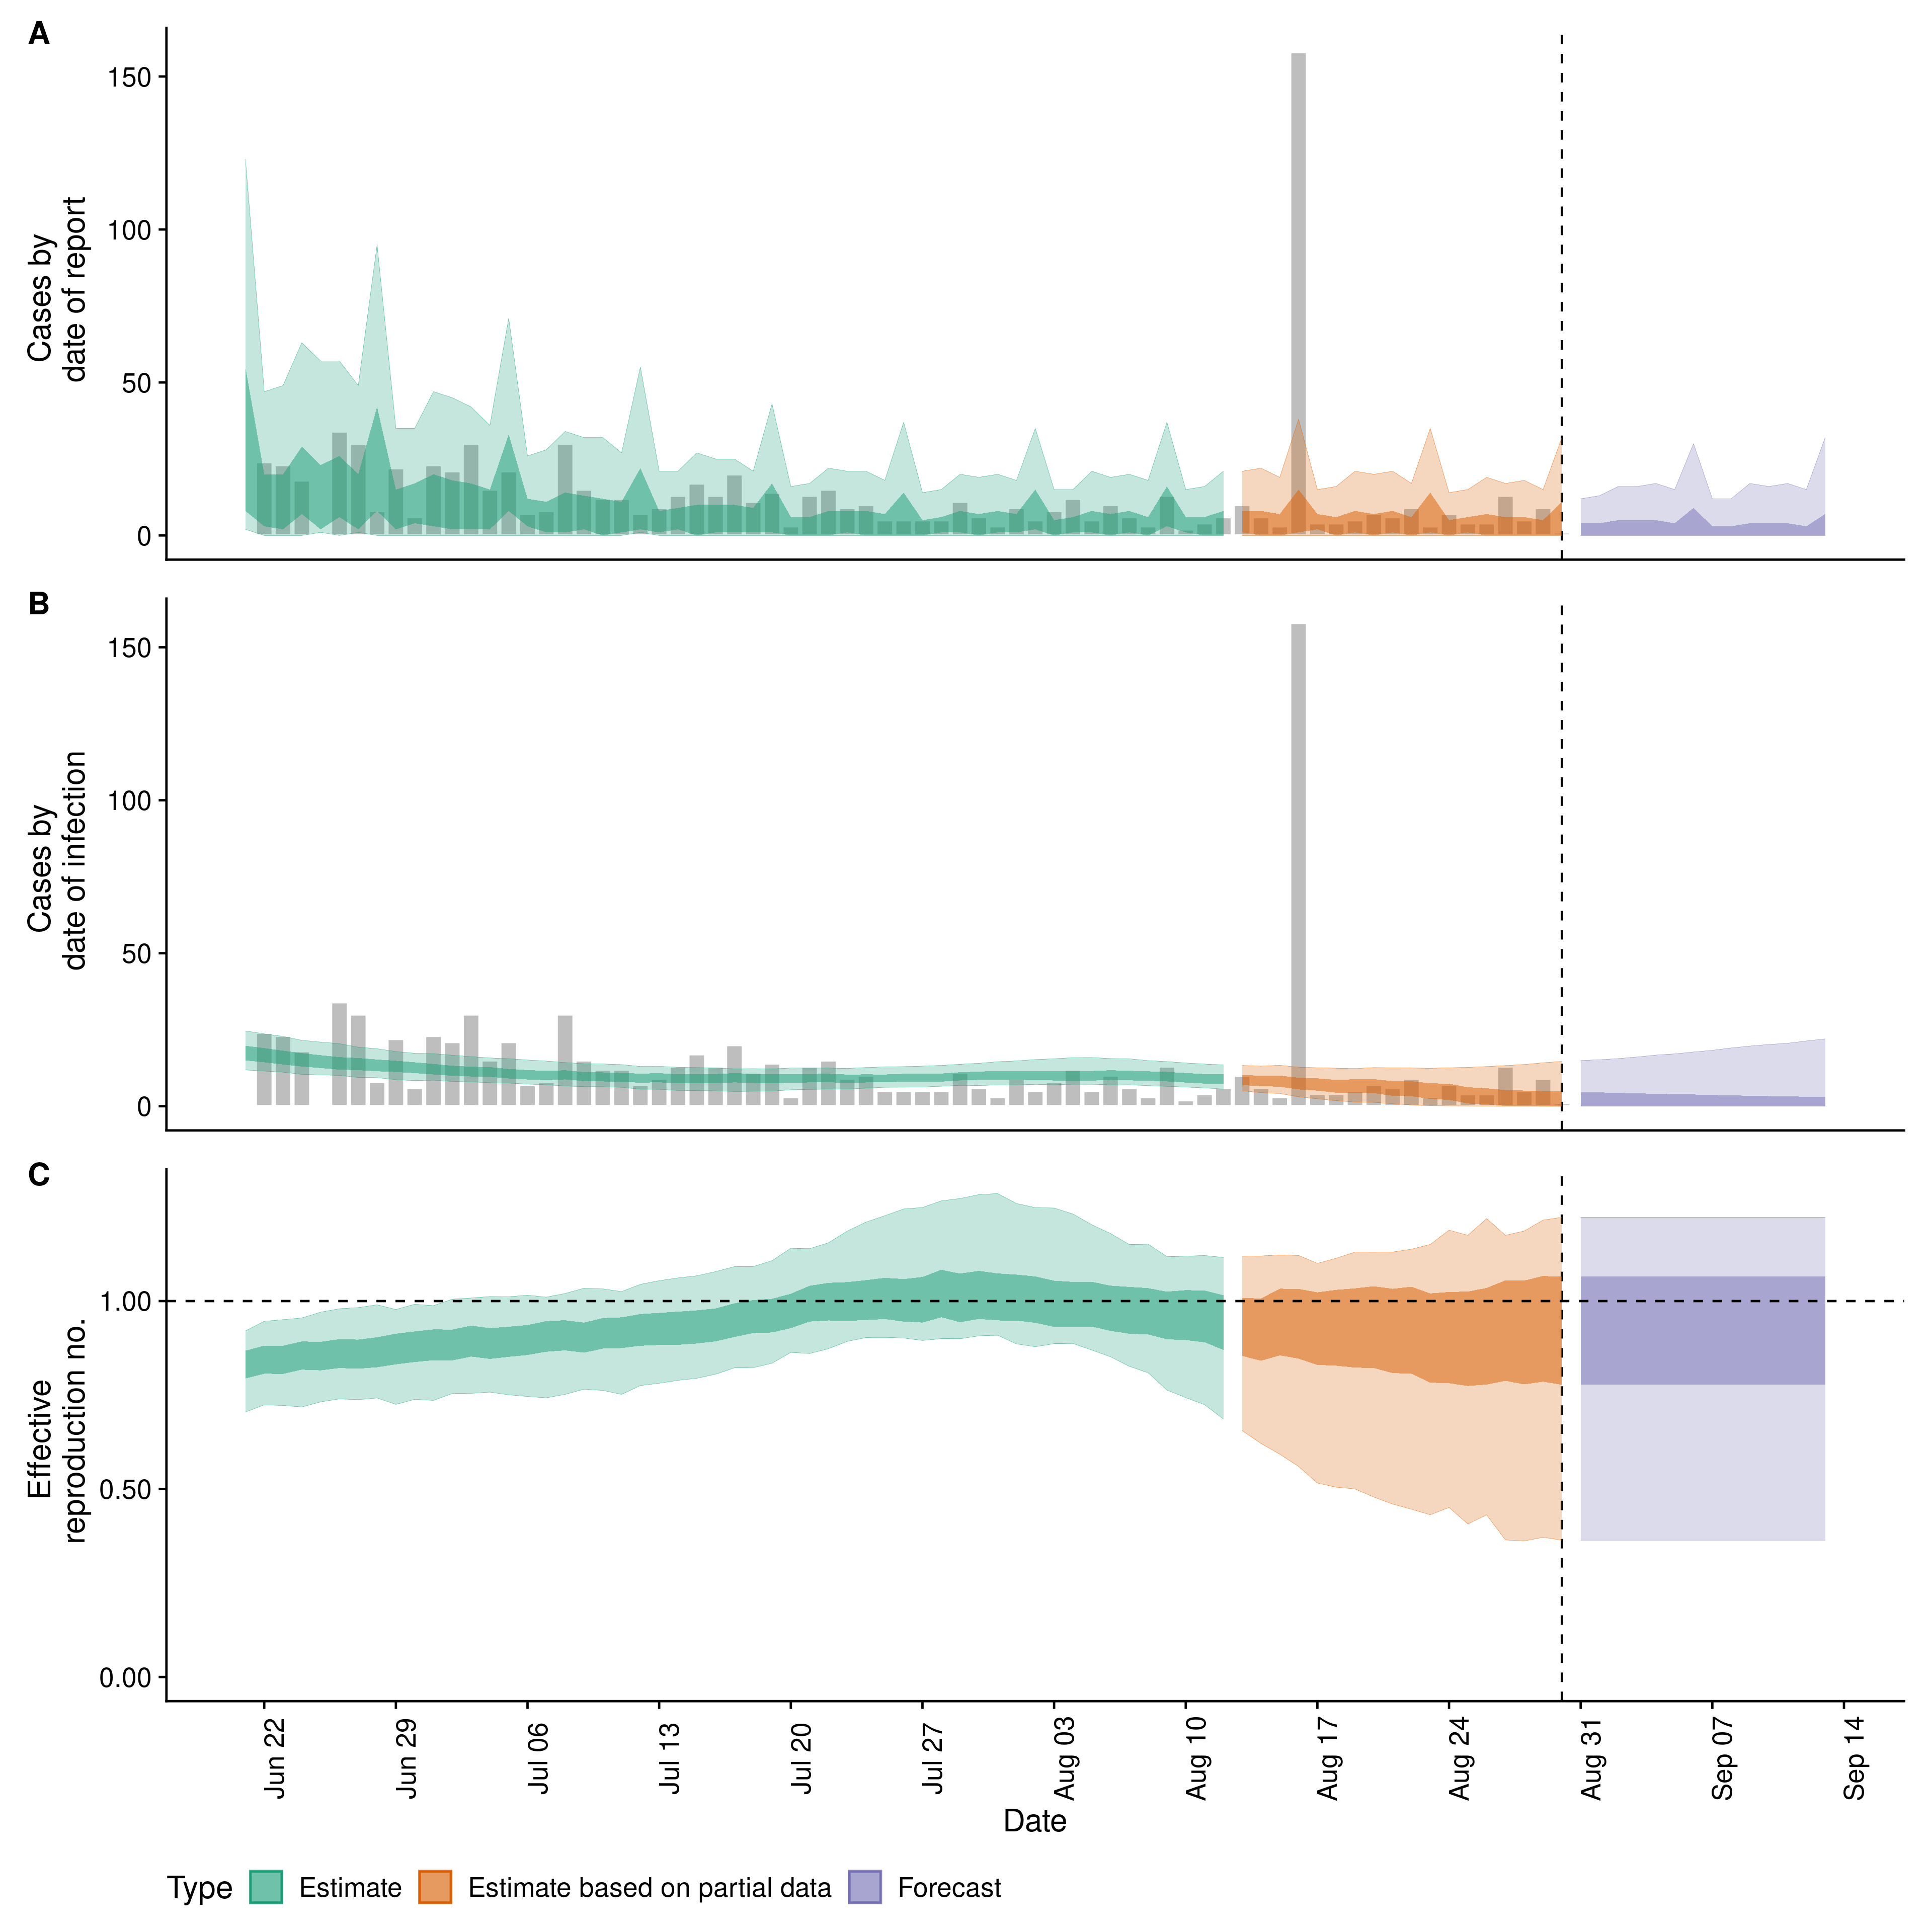 A
150
100
50
0
Cases by
date of report
B
150
100
50
0
Cases by
date of infection
C
1.00
0.50
0.00
Effective
reproduction no.
Jun 22
Jun 29
Jul 06
Jul 13
Jul 20
Jul 27
Aug 03
Aug 10
Aug 17
Aug 24
Aug 31
Sep 07
Sep 14
Date
Type Estimate Estimate based on partial data Forecast